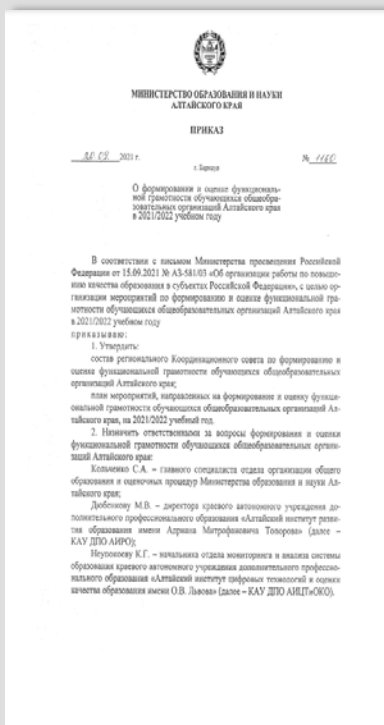 МИНИСТЕРСТВО ОБРАЗОВАНИЯ И НАУКИ
АЛТАЙСКОГО КРАЯ
ПРИКАЗ
2021 г.
№ 1160
г. Барнаул
О формировании и оценке функциональ-
ной грамотности обучающихся общеобра-
зовательных организаций Алтайского края
в 2021/2022 учебном году
В соответствии с письмом Министерства просвещения Российской
Федерации от 15.09.2021 № АЗ-581/03 «Об организации работы по повыше-
нию качества образования в субъектах Российской Федерации», с целью ор-
ганизации мероприятий по формированию и оценке функциональной гра-
мотности обучающихся общеобразовательных организаций Алтайского края
в 2021/2022 учебном году
приказываю:
1. Утвердить:
состав регионального Координационного совета по формированию и
оценке функциональной грамотности обучающихся общеобразовательных
организаций Алтайского края;
план мероприятий, направленных на формирование и оценку функци-
ональной грамотности обучающихся общеобразовательных организаций Ал-
тайского края, на 2021/2022 учебный год.
2. Назначить ответственными за вопросы формирования и оценки
функциональной грамотности обучающихся общеобразовательных органи-
заций Алтайского края:
Кольченко С.А. – главного специалиста отдела организации общего
образования и оценочных процедур Министерства образования и науки Ал-
тайского края;
Дюбенкову М.В. – директора краевого автономного учреждения до-
полнительного профессионального образования «Алтайский институт разви-
тия образования имени Адриана Митрофановича Топорова» (далее –
КАУ ДПО АИРО);
Неупокоеву К.Г. – начальника отдела мониторинга и анализа системы
образования краевого автономного учреждения дополнительного профессио-
нального образования «Алтайский институт цифровых технологий и оценки
качества образования имени О.Р. Львова» (далее – КАУ ДПО АИЦТиОКО).